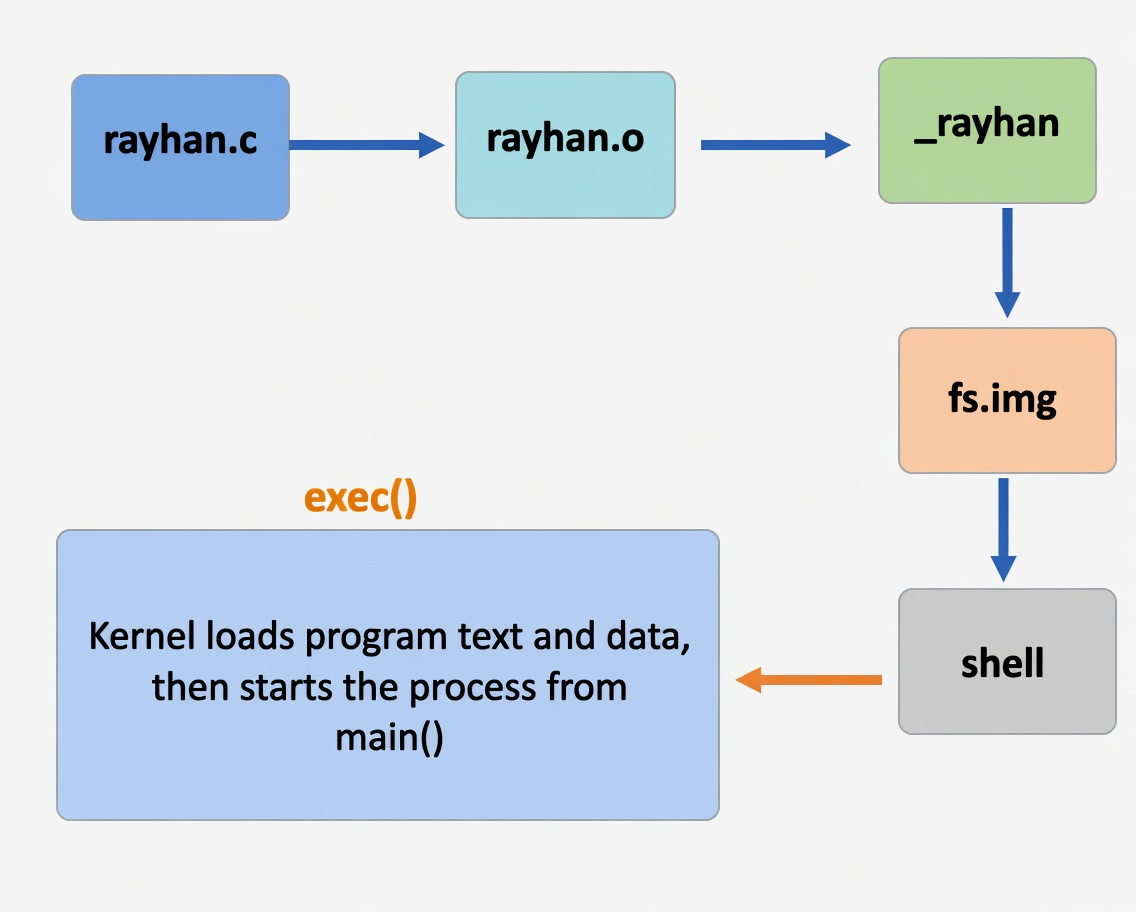 rayhan.c
rayhan.o
_rayhan
fs.img
shell
exec()
Kernel loads program text and data,
then starts the process from
main()